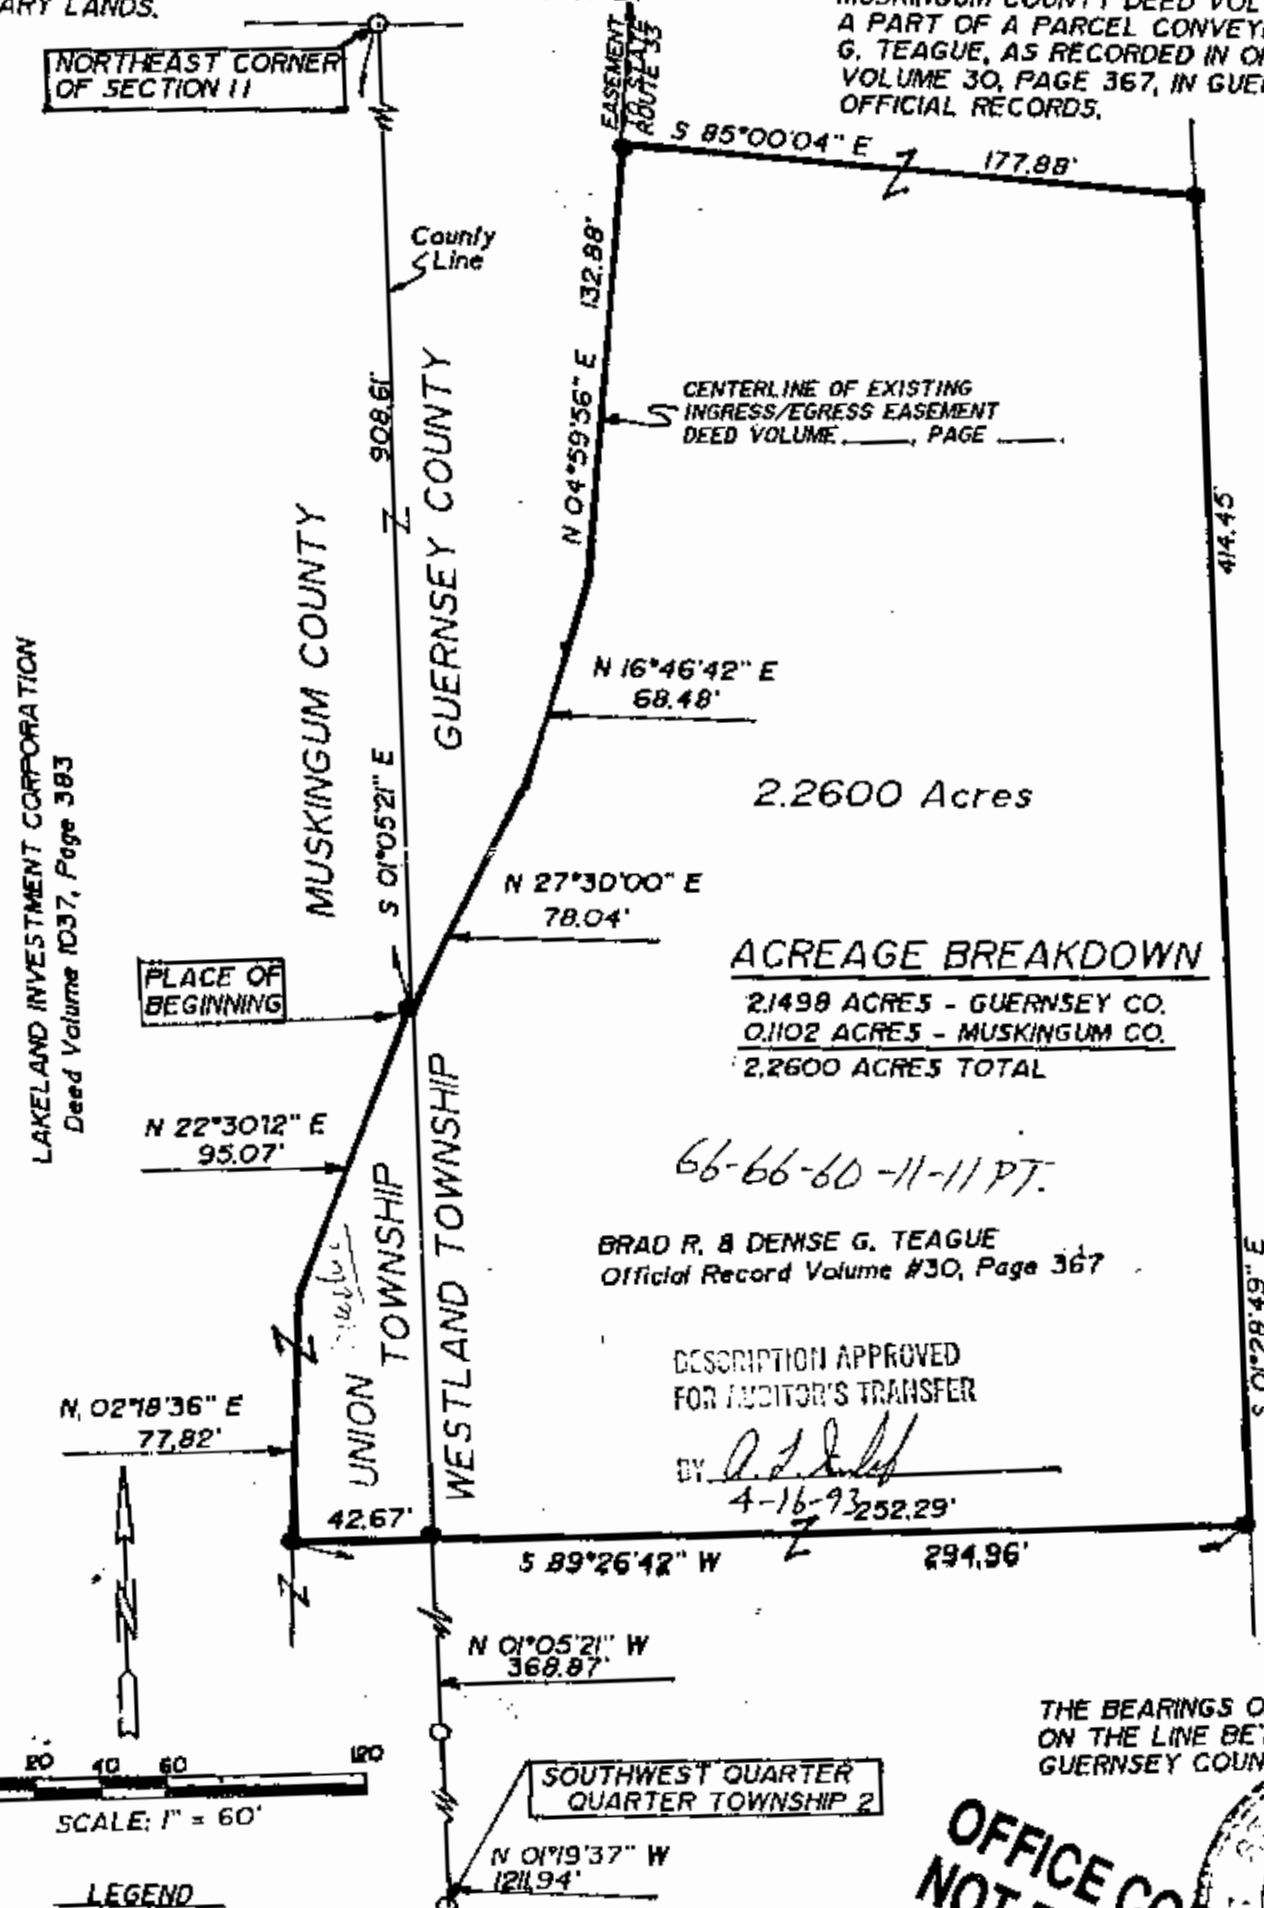 ARY LANDS.
NORTHEAST CORNER
OF SECTION 11
EASEMENT
TO STATE
ROUTE 33
MUSKINGUM COUNTY DEED VOL
A PART OF A PARCEL CONVEY
G. TEAGUE, AS RECORDED IN O
VOLUME 30, PAGE 367, IN GUE
OFFICIAL RECORDS.
S 85°00'04" E
177.88'
County
Line
132.88'
N 04°59'56" E
908.61'
CENTERLINE OF EXISTING
INGRESS/EGRESS EASEMENT
DEED VOLUME ____, PAGE ____.
414.45'
MUSKINGUM COUNTY
GUERNSEY COUNTY
N 16°46'42" E
68.48'
LAKELAND INVESTMENT CORPORATION
Deed Volume 1037, Page 383
S 01°05'21" E
2.2600 Acres
N 27°30'00" E
78.04'
PLACE OF
BEGINNING
ACREAGE BREAKDOWN
2.1498 ACRES - GUERNSEY CO.
0.1102 ACRES - MUSKINGUM CO.
2.2600 ACRES TOTAL
N 22°30'12" E
95.07'
66-66-60-11-11 PT.
UNION
TOWNSHIP
WESTLAND TOWNSHIP
BRAD R. & DENISE G. TEAGUE
Official Record Volume #30, Page 367
S 01°28'49" E
DESCRIPTION APPROVED
FOR AUDITOR'S TRANSFER
BY
4-16-93
N 02°18'36" E
77.82'
42.67'
252.29'
S 89°26'42" W
294.96'
N
N 01°05'21" W
368.87'
THE BEARINGS O
ON THE LINE BE
GUERNSEY COUN
20 40 60 120
SCALE: 1" = 60'
SOUTHWEST QUARTER
QUARTER TOWNSHIP 2
N 01°19'37" W
1211.94'
LEGEND
OFFICE CO
NOT